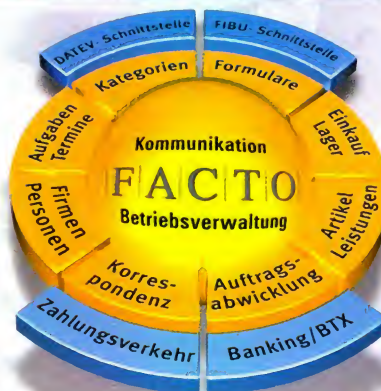 DATEV-Schnittstelle
FIBU-Schnittstelle
Kategorien
Formulare
Aufgaben
Termine
Einkauf
Lager
Kommunikation
FACTO
Betriebsverwaltung
Firmen
Personen
Artikel
Leistungen
Korres-
pondenz
Auftrags-
abwicklung
Zahlungsverkehr
Banking/BTX